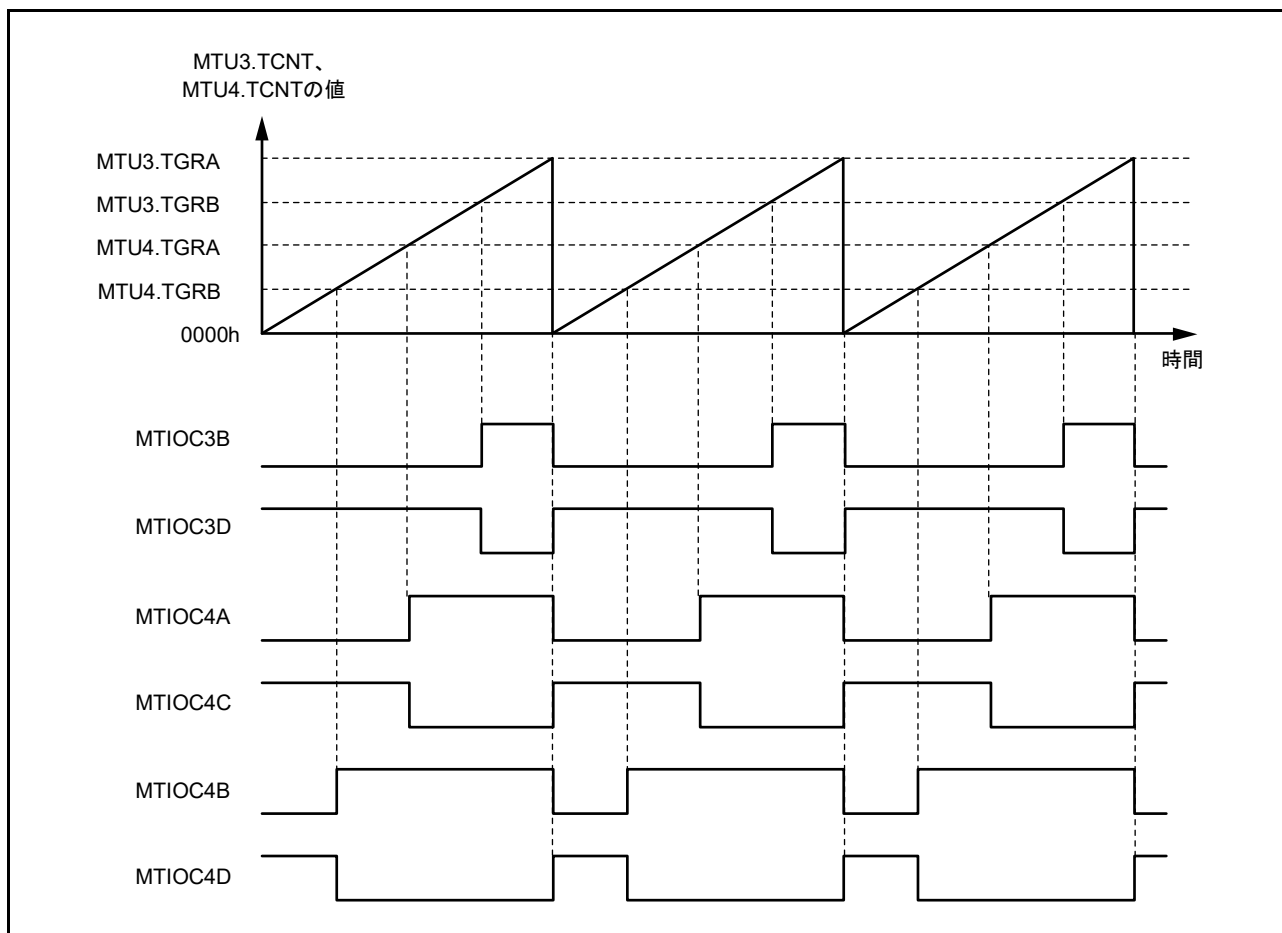 MTU3.TCNT、
MTU4.TCNTの値
MTU3.TGRA
MTU3.TGRB
MTU4.TGRA
MTU4.TGRB
0000h
時間
MTIOC3B
MTIOC3D
MTIOC4A
MTIOC4C
MTIOC4B
MTIOC4D